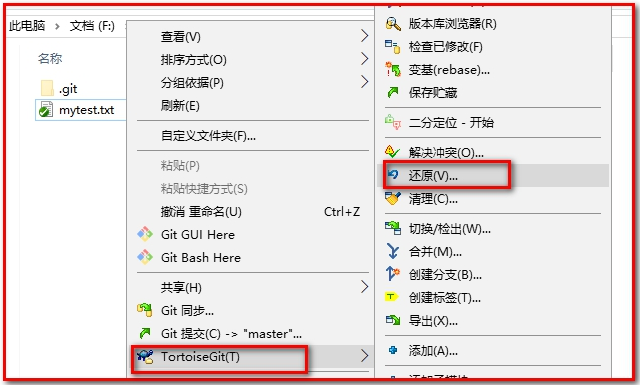 此电脑 > 文档 (F:) >
名称
.git
mytest.txt
查看(V)
排序方式(O)
分组依据(P)
刷新(E)
自定义文件夹(F)...
粘贴(P)
粘贴快捷方式(S)
撤消 重命名(U) Ctrl+Z
Git GUI Here
Git Bash Here
共享(H)
Git 同步...
Git 提交(C) -> "master"...
TortoiseGit(T)
版本库浏览器(R)
检查已修改(F)
变基(rebase)...
保存贮藏
二分定位 - 开始
解决冲突(O)...
还原(V)...
清理(C)...
切换/检出(W)...
合并(M)...
创建分支(B)...
创建标签(T)...
导出(X)...
添加(A)...